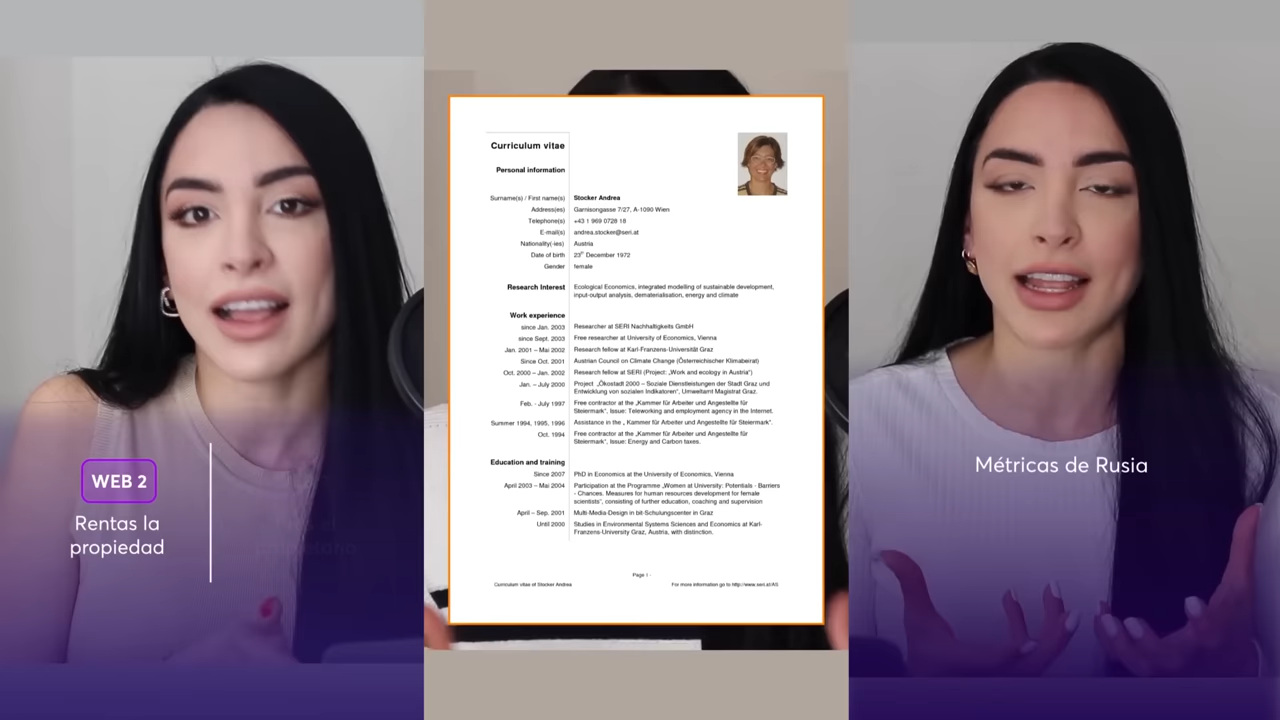 WEB 2
Rentas la
propiedad
Curriculum vitae
Personal information
Surname(s) / First name(s) Stocker Andrea
Address(es) Garnisongasse 7/27, A-1090 Wien
Telephone(s) +43 1 969 0728 18
E-mail(s) andrea.stocker@seri.at
Nationality(-ies) Austria
Date of birth 23rd December 1972
Gender female
Research Interest Ecological Economics, integrated modelling of sustainable development,
input-output analysis, dematerialisation, energy and climate
Work experience
since Jan. 2003 Researcher at SERI Nachhaltigkeits GmbH
since Sept. 2003 Free researcher at University of Economics, Vienna
Jan. 2001 – Mai 2002 Research fellow at Karl-Franzens-Universität Graz
Since Oct. 2001 Austrian Council on Climate Change (Österreichischer Klimabeirat)
Oct. 2000 – Jan. 2002 Research fellow at SERI (Project: „Work and ecology in Austria")
Jan. – July 2000 Project „Ökostadt 2000 – Soziale Dienstleistungen der Stadt Graz und
Entwicklung von sozialen Indikatoren", Umweltamt Magistrat Graz.
Feb. - July 1997 Free contractor at the „Kammer für Arbeiter und Angestellte für
Steiermark", Issue: Teleworking and employment agency in the Internet.
Summer 1994, 1995, 1996 Assistance in the „ Kammer für Arbeiter und Angestellte für Steiermark".
Oct. 1994 Free contractor at the „Kammer für Arbeiter und Angestellte für
Steiermark", Issue: Energy and Carbon taxes.
Education and training
Since 2007 PhD in Economics at the University of Economics, Vienna
April 2003 – Mai 2004 Participation at the Programme „Women at University: Potentials - Barriers
- Chances. Measures for human resources development for female
scientists", consisting of further education, coaching and supervision
April – Sep. 2001 Multi-Media-Design in bit-Schulungscenter in Graz
Until 2000 Studies in Environmental Systems Sciences and Economics at Karl-
Franzens-University Graz, Austria, with distinction.
Page 1 -
Curriculum vitae of Stocker Andrea For more information go to http://www.seri.at/AS
Métricas de Rusia